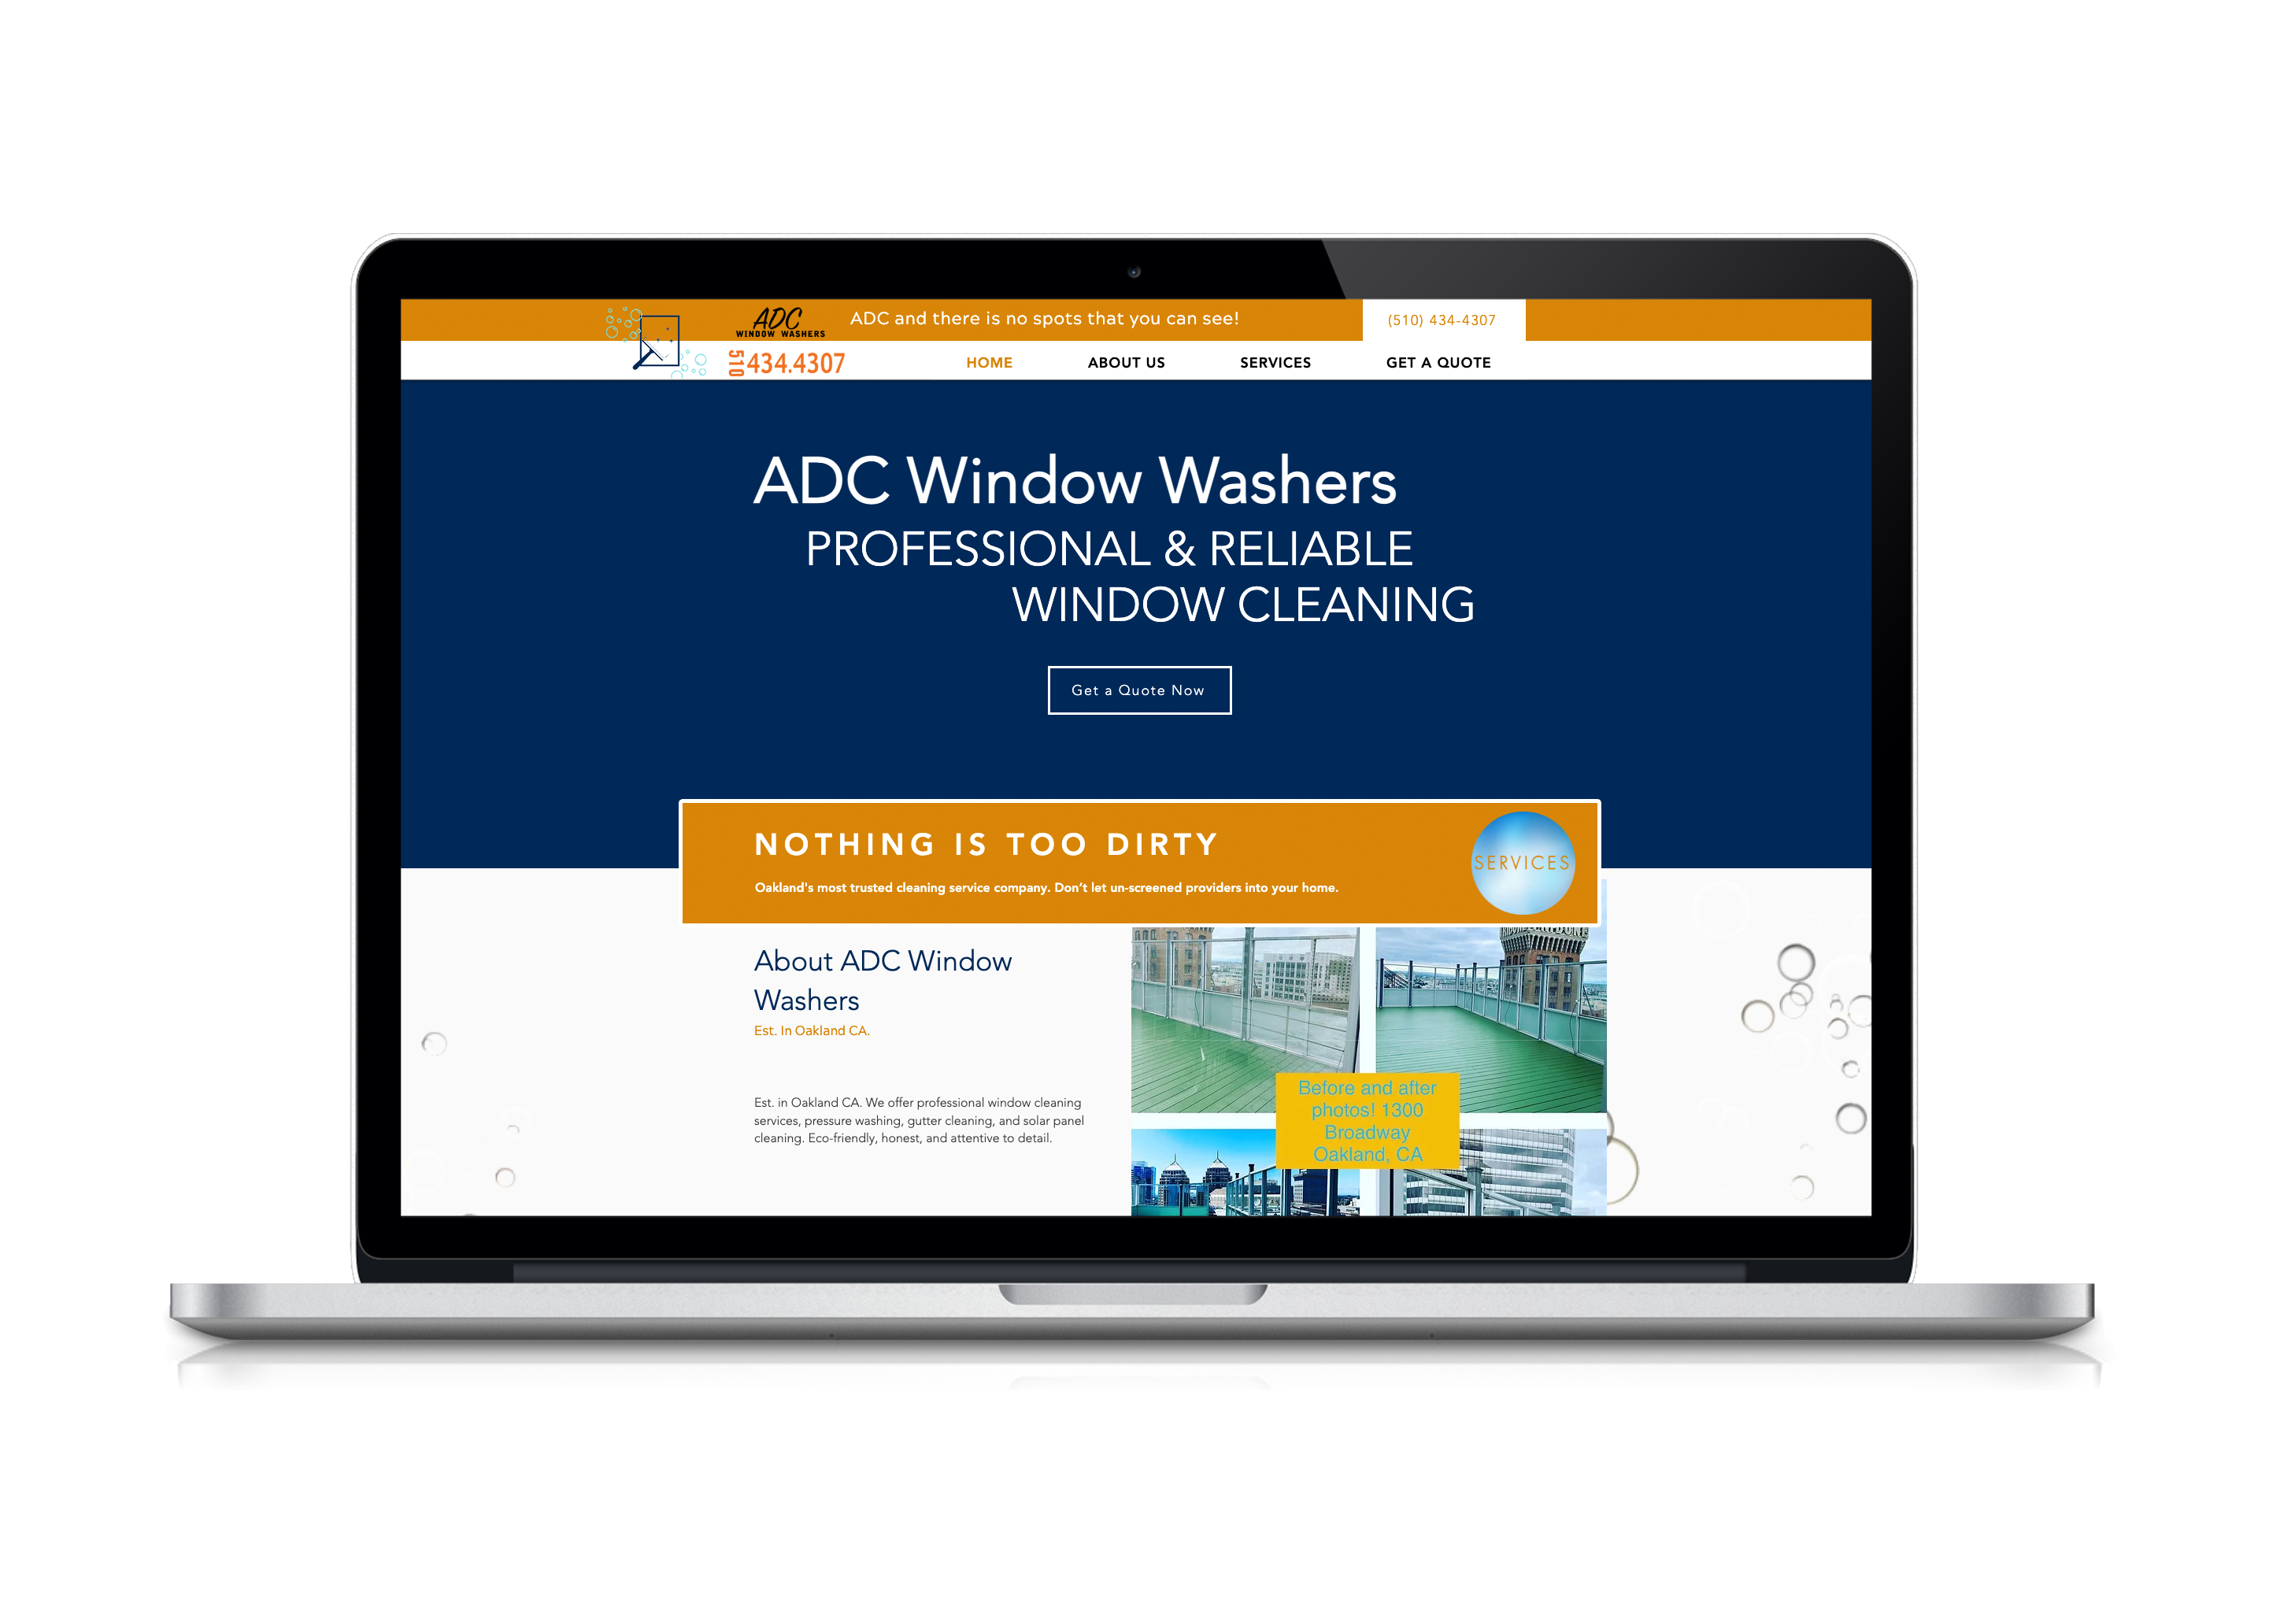 ADC
WINDOW WASHERS
510 434.4307
ADC and there is no spots that you can see!
(510) 434-4307
HOME
ABOUT US
SERVICES
GET A QUOTE
ADC Window Washers
PROFESSIONAL & RELIABLE
WINDOW CLEANING
Get a Quote Now
NOTHING IS TOO DIRTY
Oakland's most trusted cleaning service company. Don't let un-screened providers into your home.
SERVICES
About ADC Window
Washers
Est. In Oakland CA.
Est. in Oakland CA. We offer professional window cleaning
services, pressure washing, gutter cleaning, and solar panel
cleaning. Eco-friendly, honest, and attentive to detail.
Before and after
photos! 1300
Broadway
Oakland, CA